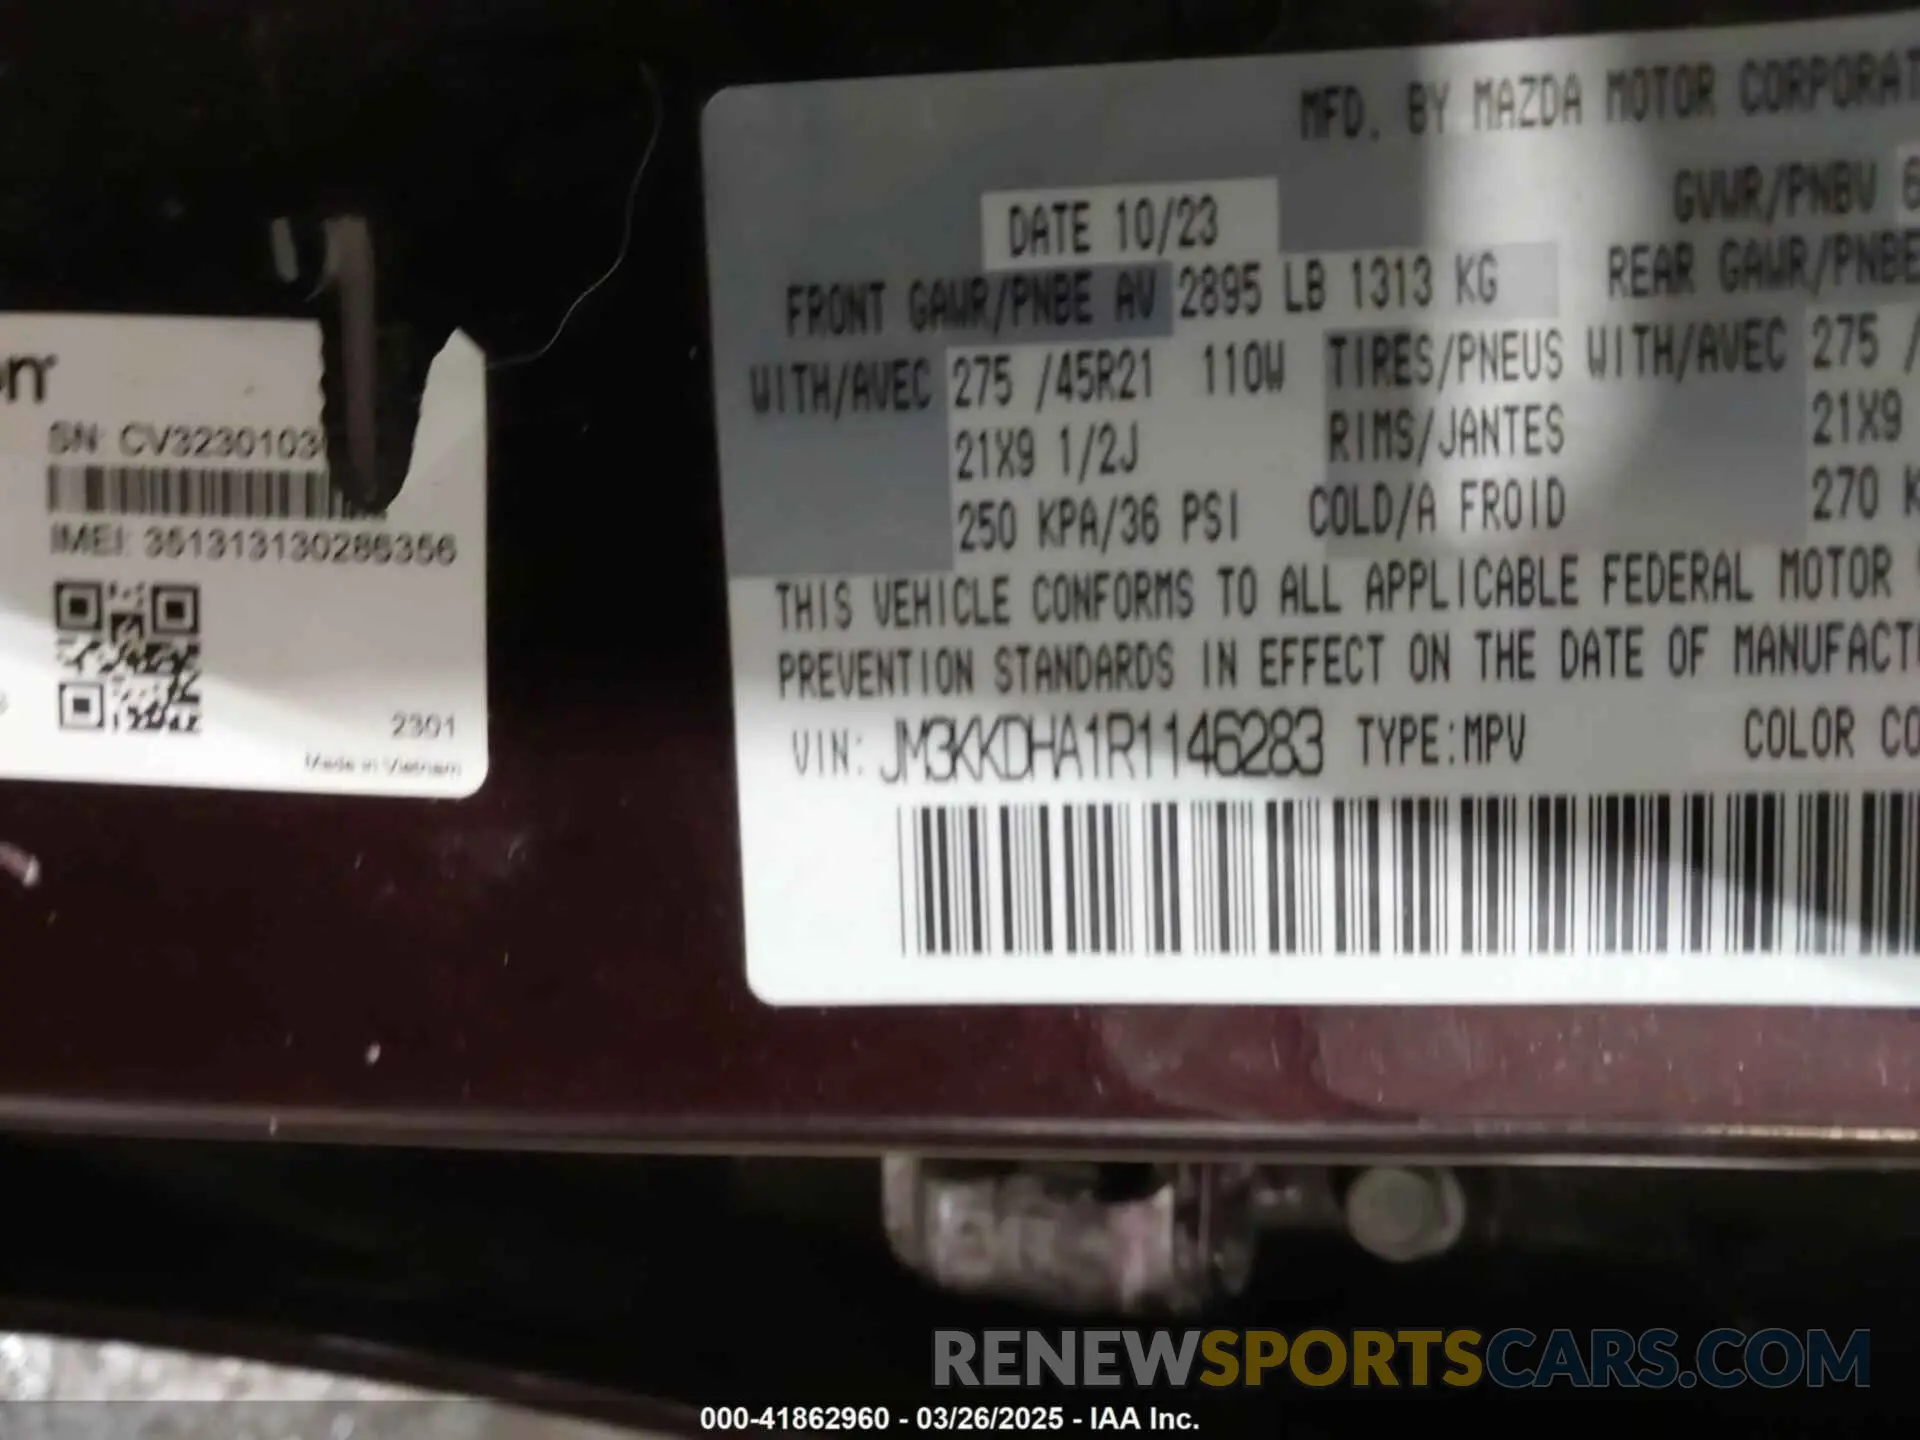 MFD. BY MAZDA MOTOR
DATE 10/23
GVWR/PNBV
FRONT GAWR/PNBE AV 2895 LB 1313 KG
REAR GAWR/PNBE
WITH/AVEC 275 /45R21 110W TIRES/PNEUS WITH/AVEC 275 /
21X9 1/2J RIMS/JANTES 21X9
250 KPA/36 PSI COLD/A FROID 270
THIS VEHICLE CONFORMS TO ALL APPLICABLE FEDERAL MOTOR
PREVENTION STANDARDS IN EFFECT ON THE DATE OF
VIN: JM3KKDHA1R1146283 TYPE:MPV COLOR
SN: CV3230103
IMEI: 351313130286356
2301
Made in Vietnam
RENEWSPORTSCARS.COM
000-41862960 - 03/26/2025 - IAA Inc.